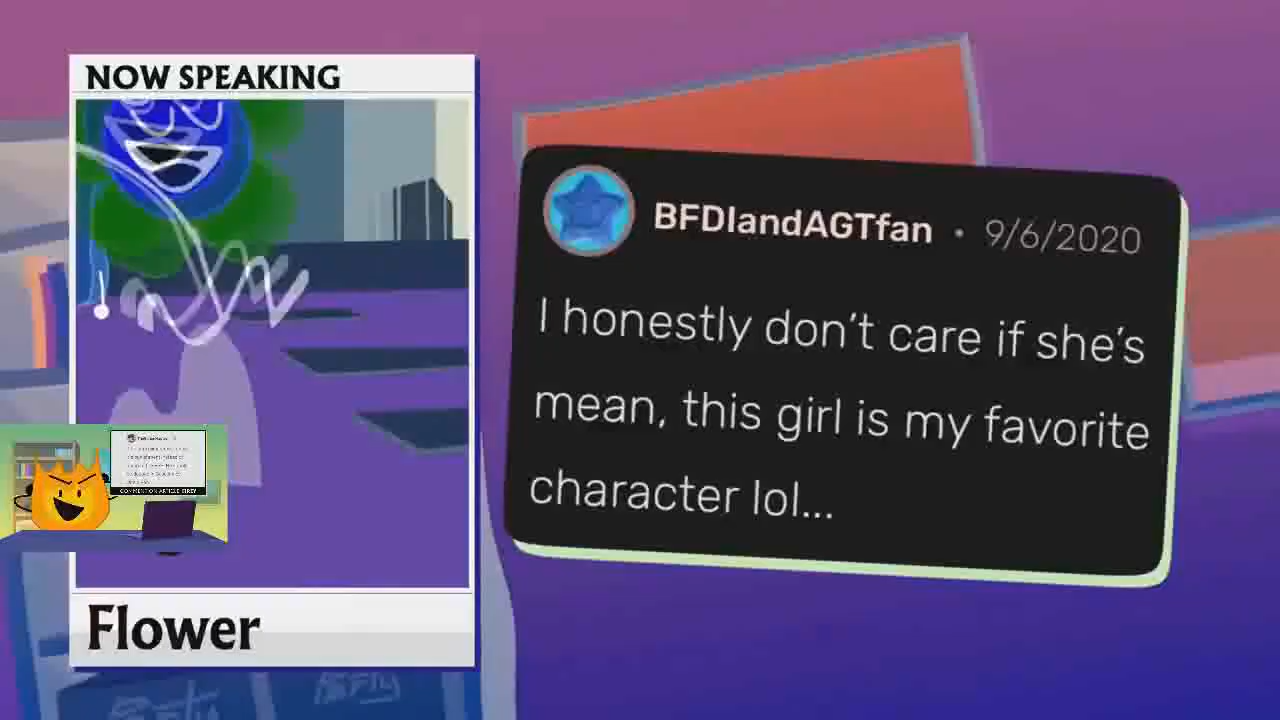 NOW SPEAKING
BFDIandAGTfan · 9/6/2020
I honestly don't care if she's
mean, this girl is my favorite
character lol...
Flower